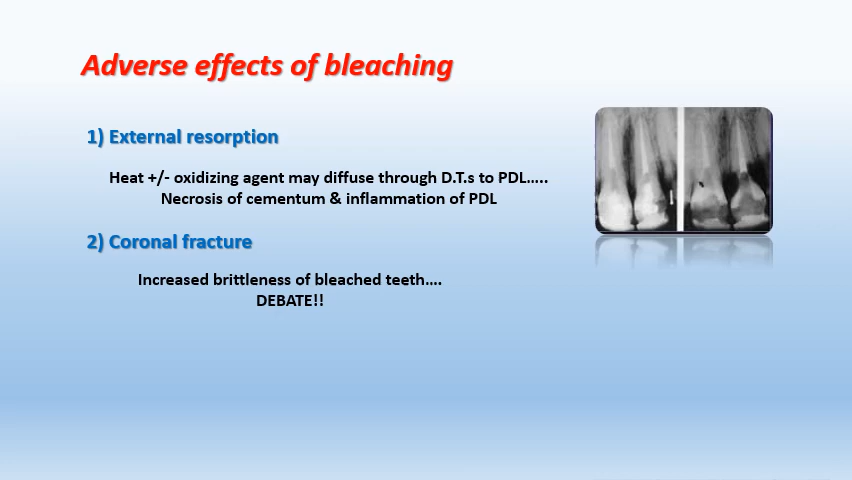 Adverse effects of bleaching
1) External resorption
Heat +/- oxidizing agent may diffuse through D.T.s to PDL.....
Necrosis of cementum & inflammation of PDL
2) Coronal fracture
Increased brittleness of bleached teeth....
DEBATE!!